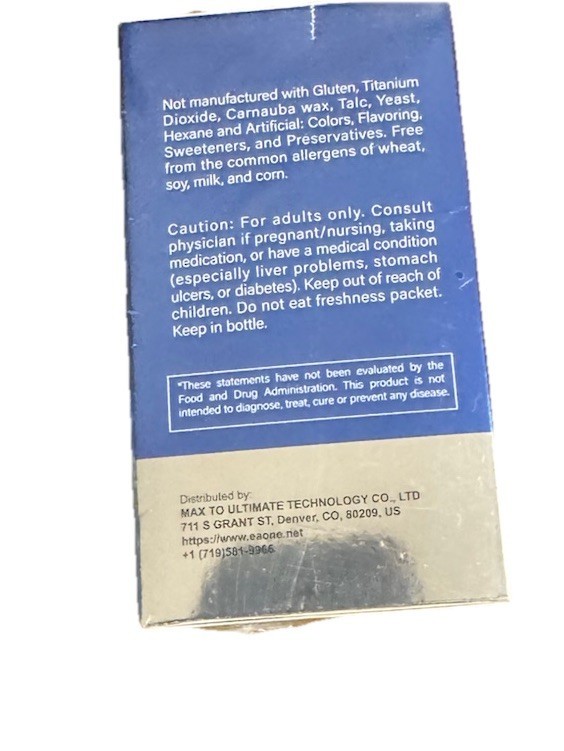 Not manufactured with Gluten, Titanium
Dioxide, Carnauba wax, Talc, Yeast,
Hexane and Artificial: Colors, Flavoring,
Sweeteners, and Preservatives. Free
from the common allergens of wheat,
soy, milk, and corn.
Caution: For adults only. Consult
physician if pregnant/nursing, taking
medication, or have a medical condition
(especially liver problems, stomach
ulcers, or diabetes). Keep out of reach of
children. Do not eat freshness packet.
Keep in bottle.
*These statements have not been evaluated by the
Food and Drug Administration. This product is not
intended to diagnose, treat, cure or prevent any disease.
Distributed by:
MAX TO ULTIMATE TECHNOLOGY CO., LTD
711 S GRANT ST, Denver, CO, 80209, US
https://www.eaone.net
+1 (719)581-9966